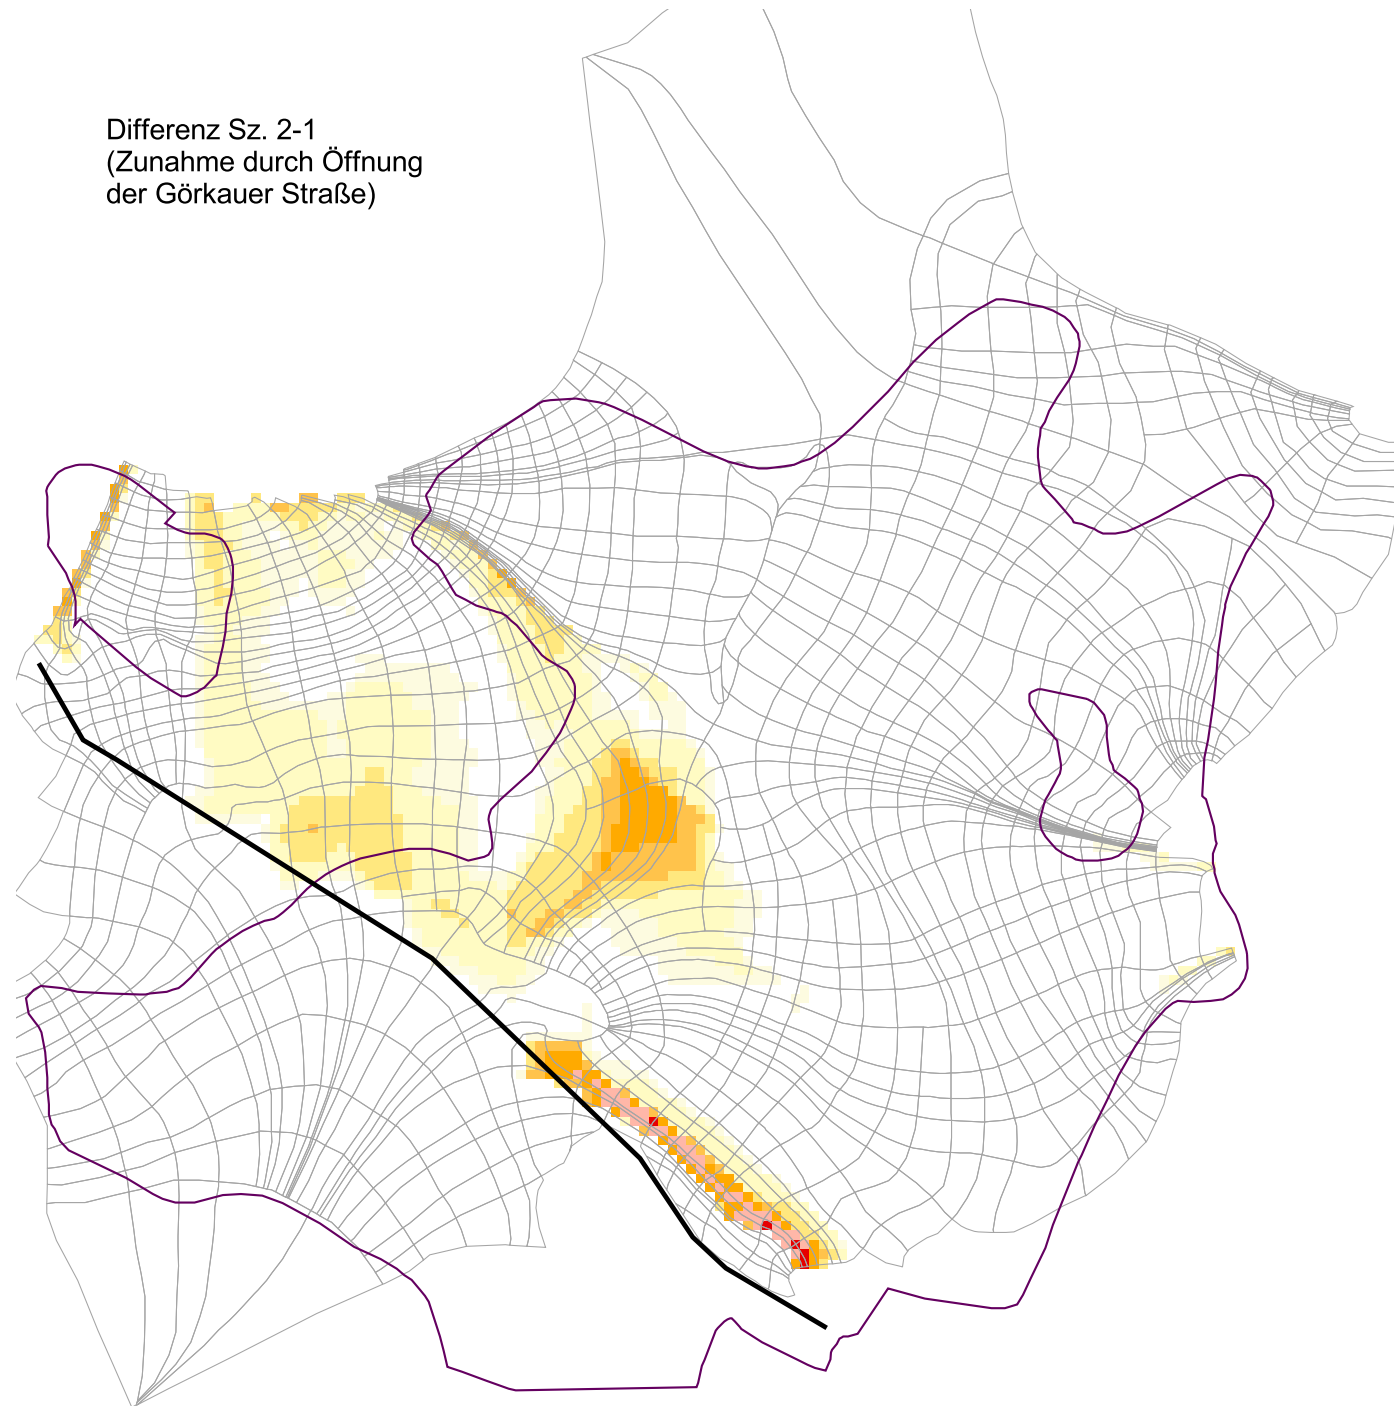 Differenz Sz. 2-1
(Zunahme durch Öffnung
der Görkauer Straße)